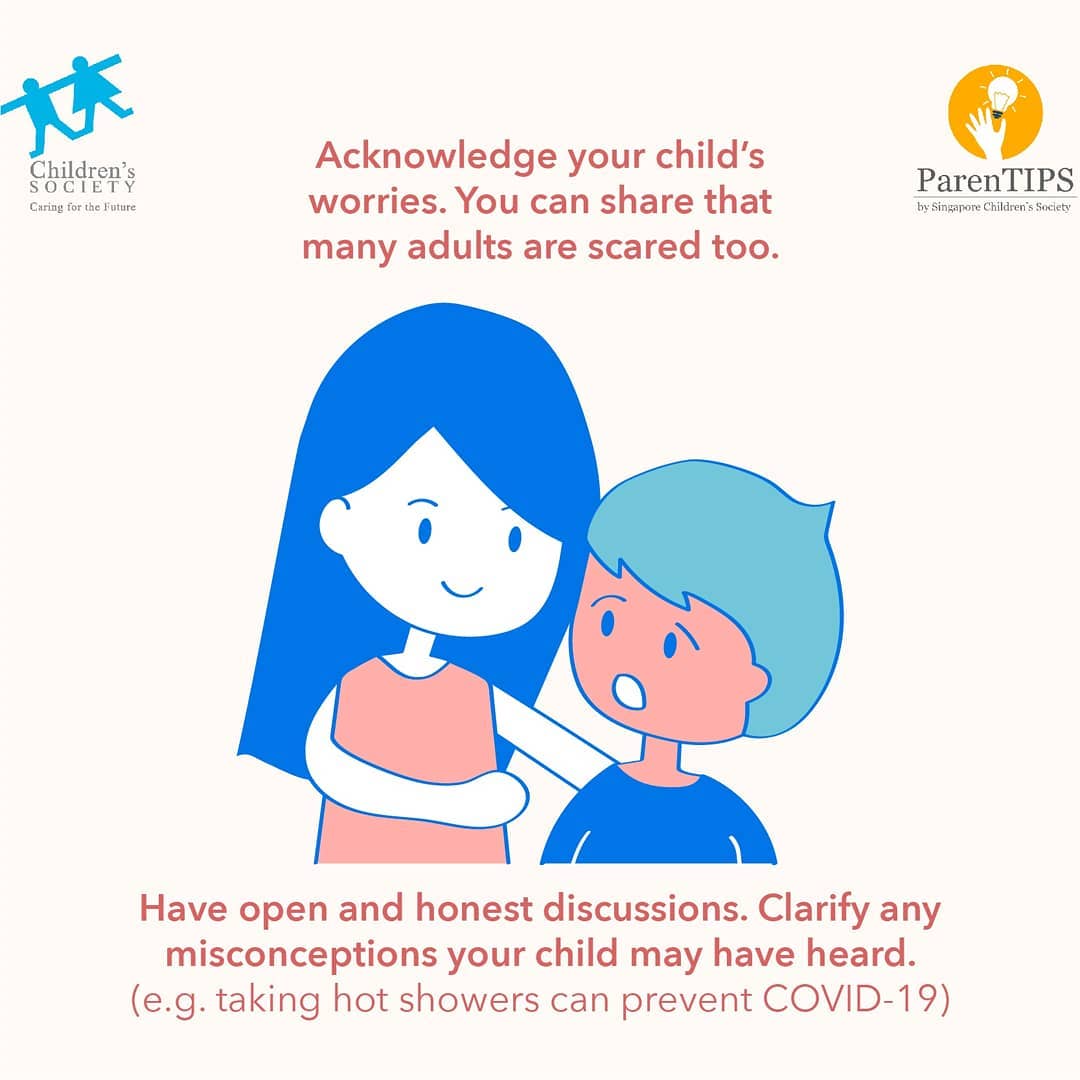 Children's
SOCIETY
Caring for the Future
ParenTIPS
by Singapore Children's Society
Acknowledge your child's
worries. You can share that
many adults are scared too.
Have open and honest discussions. Clarify any
misconceptions your child may have heard.
(e.g. taking hot showers can prevent COVID-19)